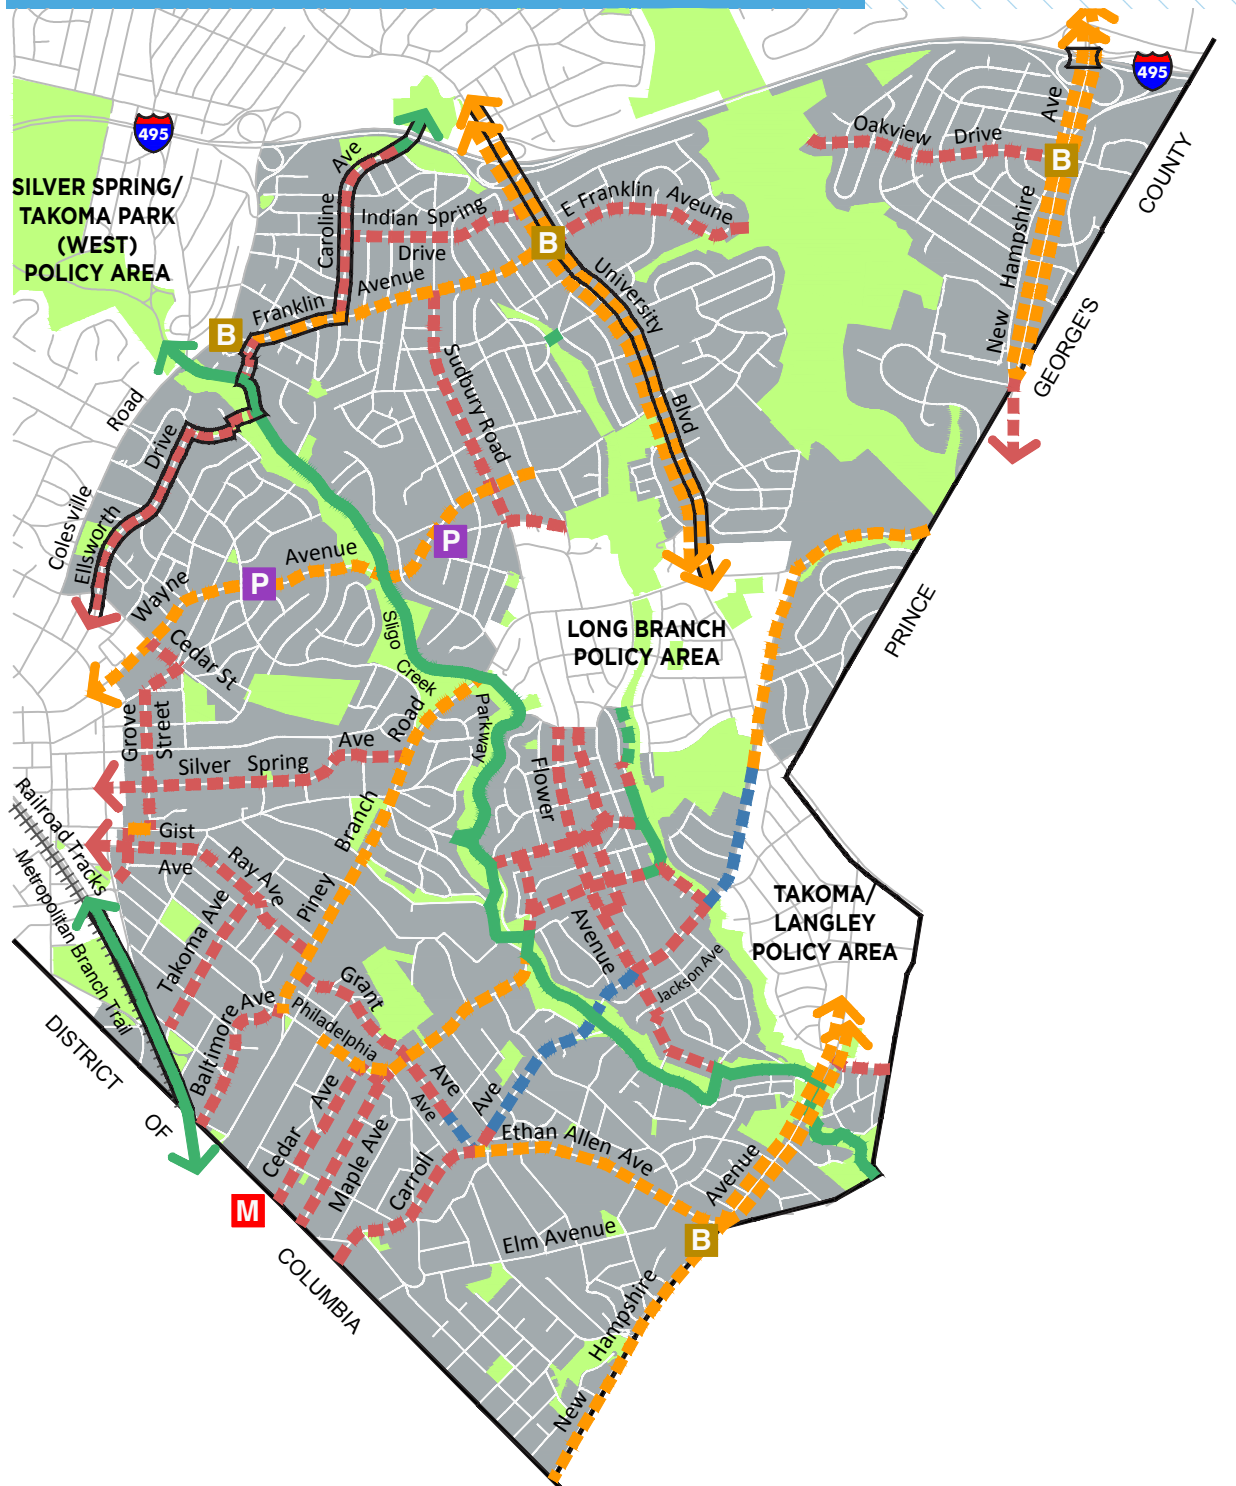 495
495
SILVER SPRING/
TAKOMA PARK
(WEST)
POLICY AREA
Ave
Oakview Drive
B
COUNTY
Ave
Caroline
Indian Spring
Drive
E Franklin Aveune
B
New Hampshire
GEORGE'S
Franklin Avenue
B
University
Blvd
Sudbury Road
Road
Colesville
Drive
Ellsworth
Avenue
Wayne
P
P
PRINCE
LONG BRANCH
POLICY AREA
Sligo
Creek
Parkway
Cedar St
Grove
Street
Road
Ave
Silver Spring
Flower
Railroad Tracks
Gist
Ave
Branch
Ray Ave
Piney
Metropolitan Branch Trail
Takoma Ave
TAKOMA/
LANGLEY
POLICY AREA
Avenue
Jackson Ave
Grant
Philadelphia
Baltimore Ave
DISTRICT
OF
COLUMBIA
Ave
Ave
Ave
Ave
Cedar
Maple Ave
Carroll
Ethan Allen Ave
Avenue
M
Elm Avenue
B
Hampshire
New